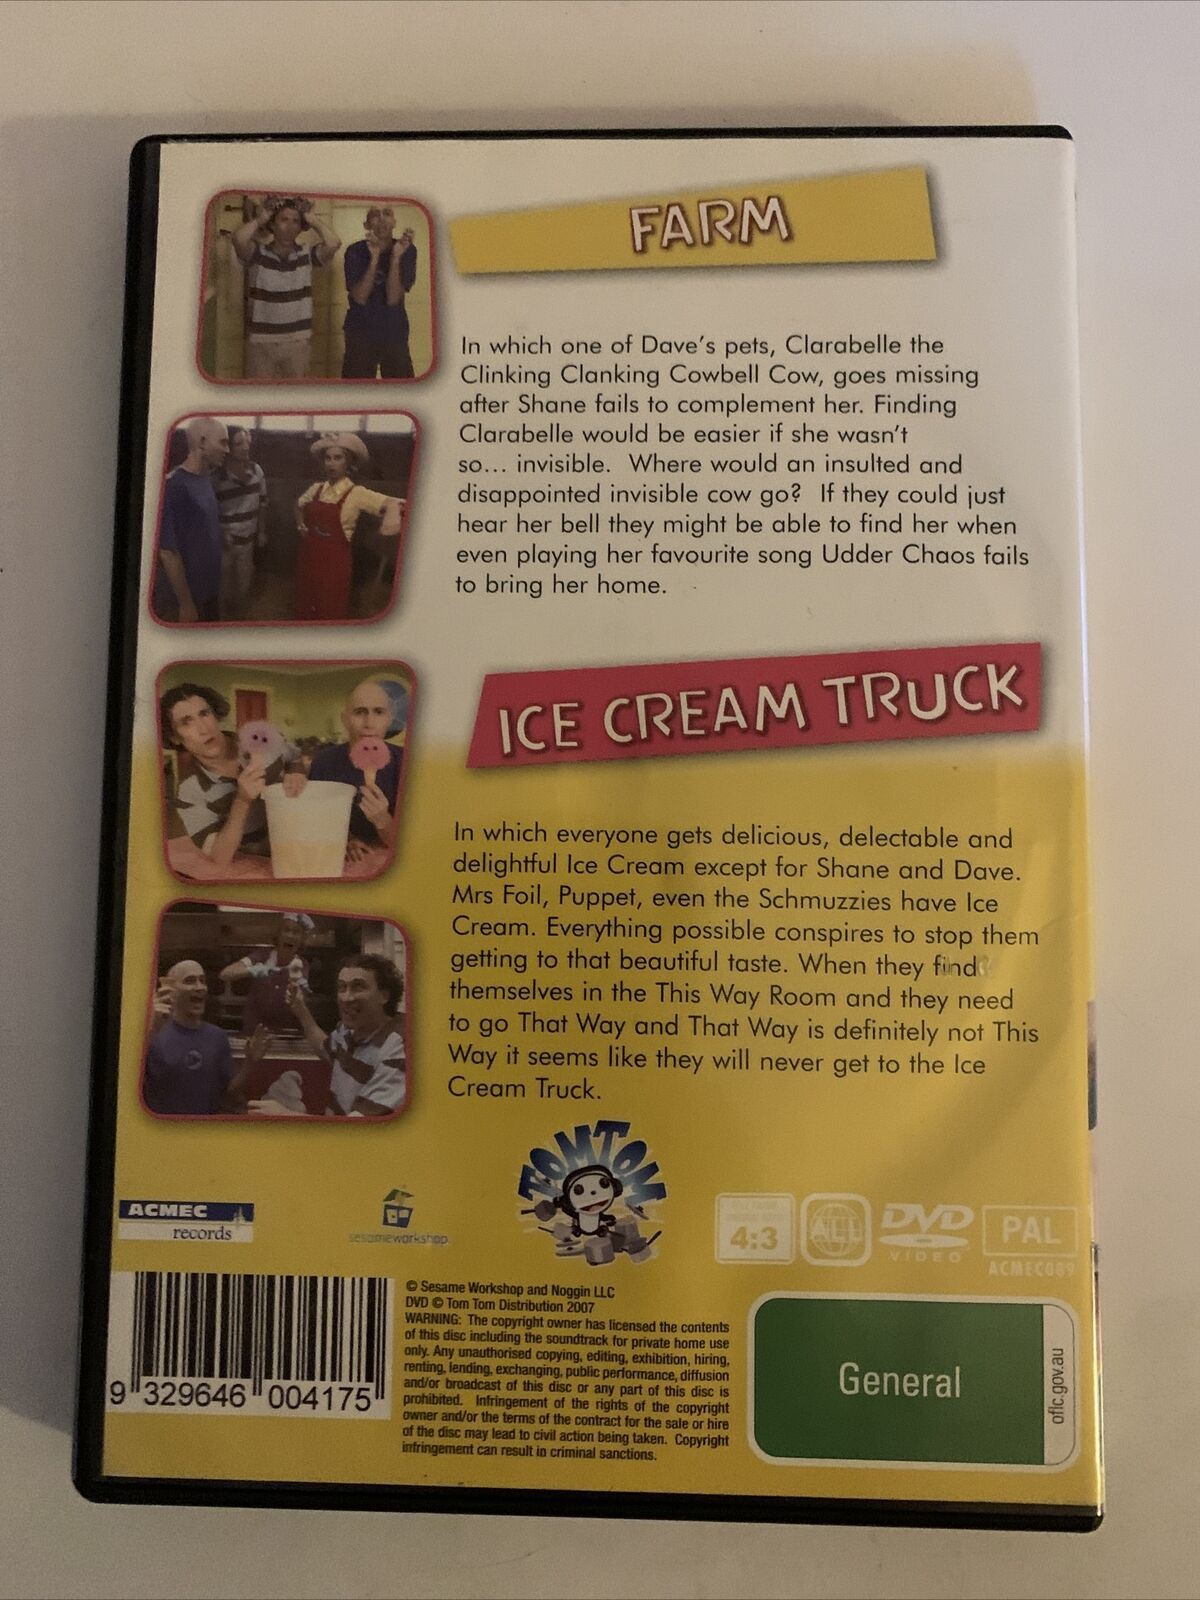 FARM
In which one of Dave's pets, Clarabelle the
Clinking Clanking Cowbell Cow, goes missing
after Shane fails to complement her. Finding
Clarabelle would be easier if she wasn't
so... invisible. Where would an insulted and
disappointed invisible cow go? If they could just
hear her bell they might be able to find her when
even playing her favourite song Udder Chaos fails
to bring her home.
ICE CREAM TRUCK
In which everyone gets delicious, delectable and
delightful Ice Cream except for Shane and Dave.
Mrs Foil, Puppet, even the Schmuzzies have Ice
Cream. Everything possible conspires to stop them
getting to that beautiful taste. When they find
themselves in the This Way Room and they need
to go That Way and That Way is definitely not This
Way it seems like they will never get to the Ice
Cream Truck.
TOMTOM
ACMEC
records
sesameworkshop
4:3
ALL
DVD
VIDEO
PAL
ACMEC089
9 329646 004175
© Sesame Workshop and Noggin LLC
DVD © Tom Tom Distribution 2007
WARNING: The copyright owner has licensed the contents
of this disc including the soundtrack for private home use
only. Any unauthorised copying, editing, exhibition, hiring,
renting, lending, exchanging, public performance, diffusion
and/or broadcast of this disc or any part of this disc is
prohibited. Infringement of the rights of the copyright
owner and/or the terms of the contract for the sale or hire
of the disc may lead to civil action being taken. Copyright
infringement can result in criminal sanctions.
General
oflc.gov.au